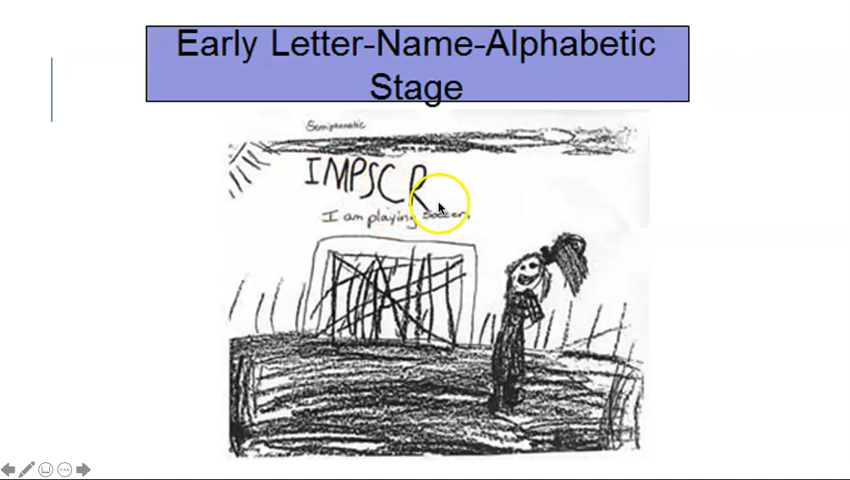 Early Letter-Name-Alphabetic
Stage
Semiphonetic
IMPSCR
I am playing Soccer.